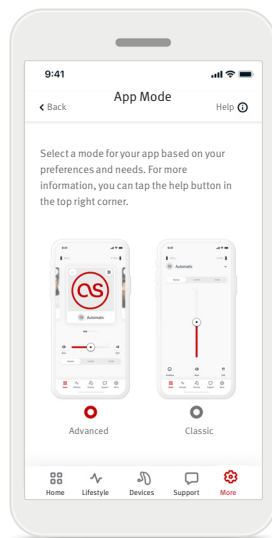 9:41
Back
App Mode
Help
Select a mode for your app based on your
preferences and needs. For more
information, you can tap the help button in
the top right corner.
Automatic
Automatic
Advanced
Classic
Home Lifestyle Devices Support More